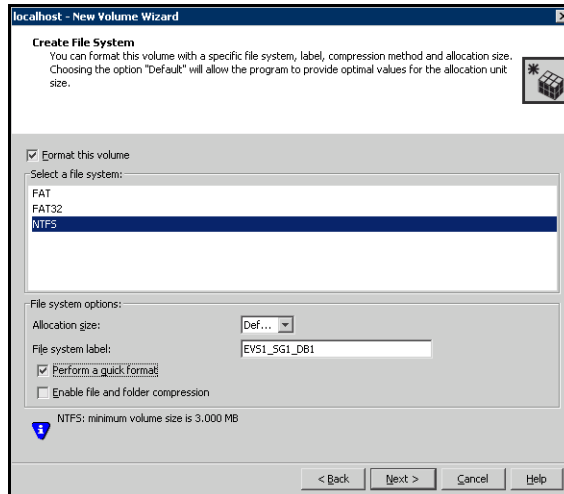 localhost - New Volume Wizard
Create File System
You can format this volume with a specific file system, label, compression method and allocation size.
Choosing the option "Default" will allow the program to provide optimal values for the allocation unit
size.
Format this volume
Select a file system:
FAT
FAT32
NTFS
File system options:
Allocation size:
Def...
File system label:
EVS1_SG1_DB1
Perform a quick format
Enable file and folder compression
NTFS: minimum volume size is 3.000 MB
< Back
Next >
Cancel
Help